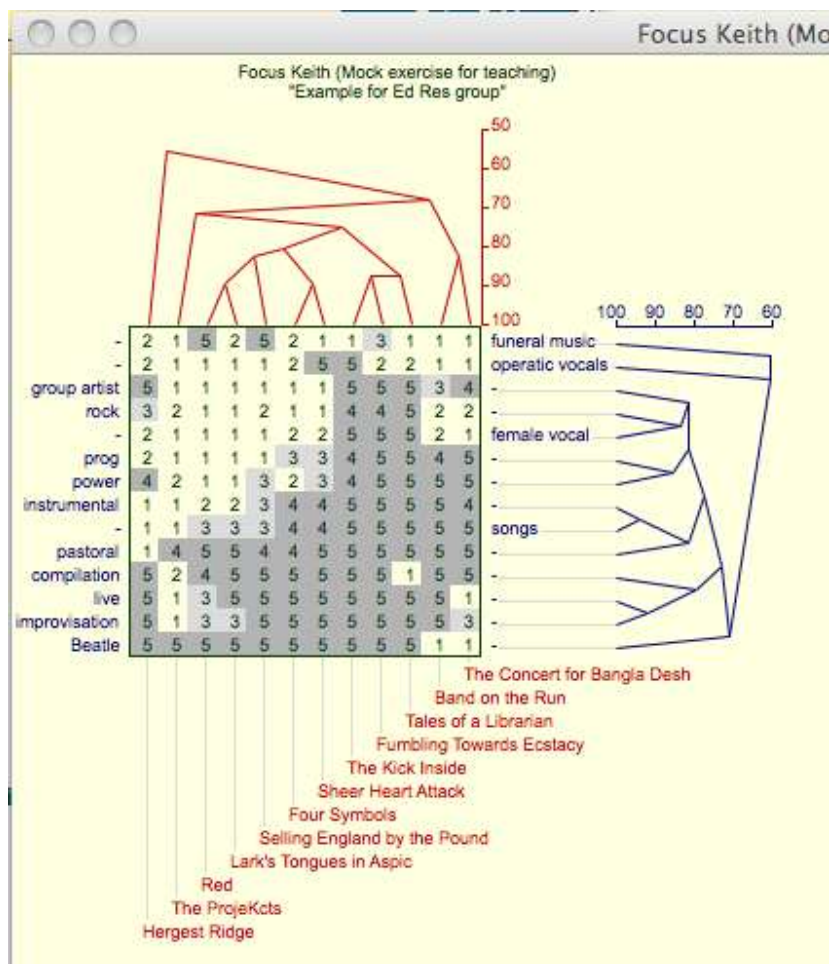 Focus Keith (Mo
Focus Keith (Mock exercise for teaching)
"Example for Ed Res group"
50
60
70
80
90
100
100 90 80 70 60
- 2 1 5 2 5 2 1 1 3 1 1 1 funeral music
- 2 1 1 1 1 2 5 5 2 2 1 1 operatic vocals
group artist 5 1 1 1 1 1 1 5 5 5 3 4 -
rock 3 2 1 1 2 1 1 4 4 5 2 2 -
- 2 1 1 1 1 2 2 5 5 5 2 1 female vocal
prog 2 1 1 1 1 3 3 4 5 5 4 5 -
power 4 2 1 1 3 2 3 4 5 5 5 5 -
instrumental 1 1 2 2 3 4 4 5 5 5 5 4 -
- 1 1 3 3 3 4 4 5 5 5 5 5 songs
pastoral 1 4 5 5 4 4 5 5 5 5 5 5 -
compilation 5 2 4 5 5 5 5 5 5 1 5 5 -
live 5 1 3 5 5 5 5 5 5 5 5 1 -
improvisation 5 1 3 3 5 5 5 5 5 5 5 3 -
Beatle 5 5 5 5 5 5 5 5 5 5 1 1 -
The Concert for Bangla Desh
Band on the Run
Tales of a Librarian
Fumbling Towards Ecstacy
The Kick Inside
Sheer Heart Attack
Four Symbols
Selling England by the Pound
Lark's Tongues in Aspic
Red
The ProjeKcts
Hergest Ridge